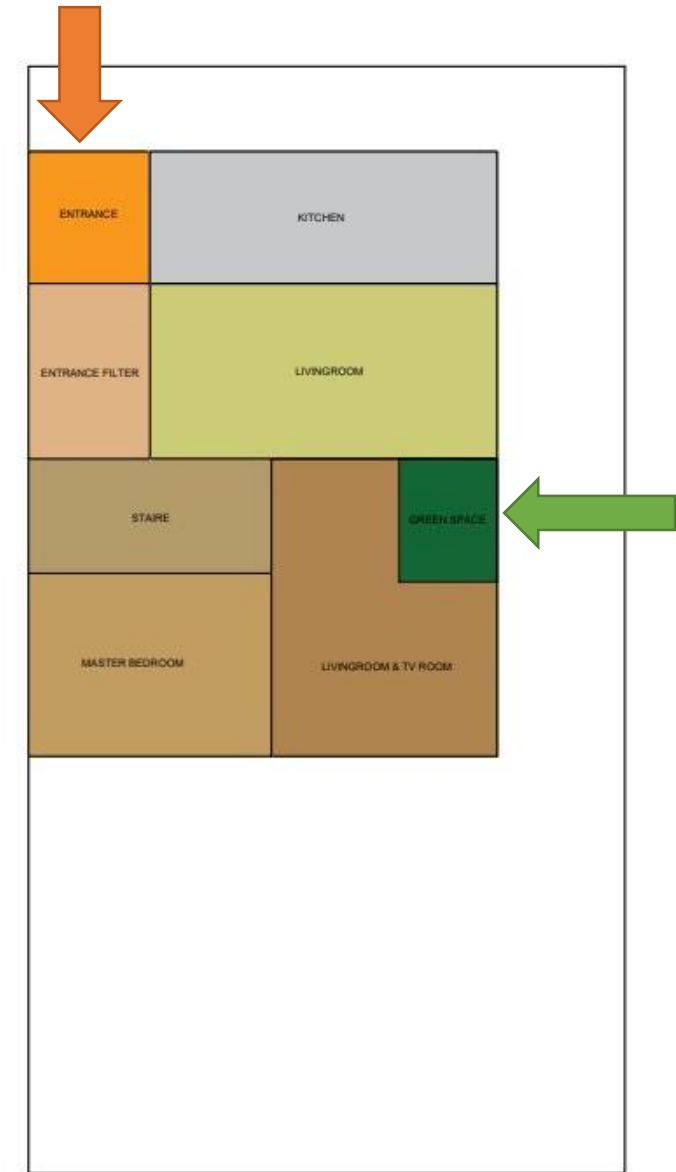 ENTRANCE
KITCHEN
ENTRANCE FILTER
LIVINGROOM
STAIRE
GREEN SPACE
MASTER BEDROOM
LIVINGROOM & TV ROOM